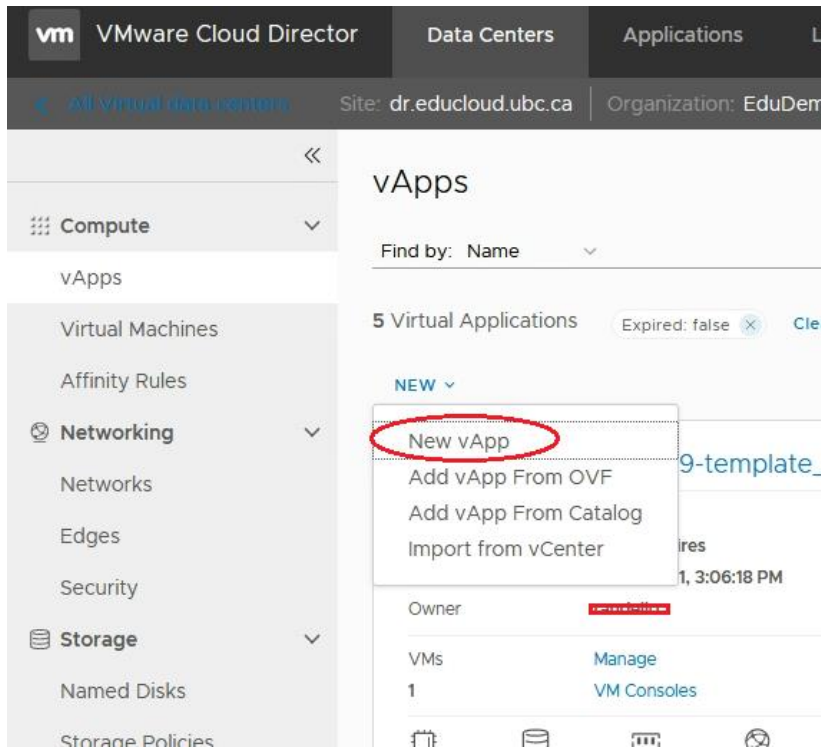 vm VMware Cloud Director Data Centers Applications L
All Virtual data centers Site: dr.educloud.ubc.ca Organization: EduDem
vApps
Compute
Find by: Name
vApps
Virtual Machines
5 Virtual Applications Expired: false Cle
Affinity Rules
NEW
Networking
New vApp
9-template_
Networks
Add vApp From OVF
Add vApp From Catalog
Edges
Import from vCenter
ires
1, 3:06:18 PM
Security
Owner
Storage
VMs Manage
Named Disks
1 VM Consoles
Storage Policies